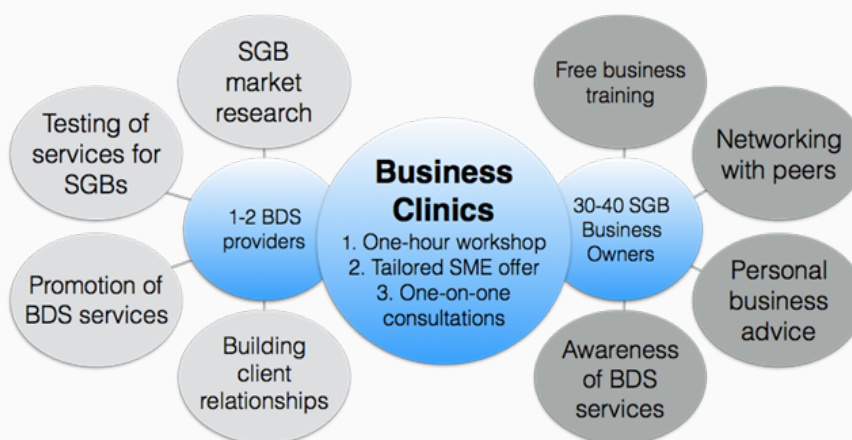 SGB
market
research
Testing of
services for
SGBs
1-2 BDS
providers
Promotion of
BDS services
Building
client
relationships
Business
Clinics
1. One-hour workshop
2. Tailored SME offer
3. One-on-one
consultations
Free business
training
Networking
with peers
30-40 SGB
Business
Owners
Personal
business
advice
Awareness
of BDS
services